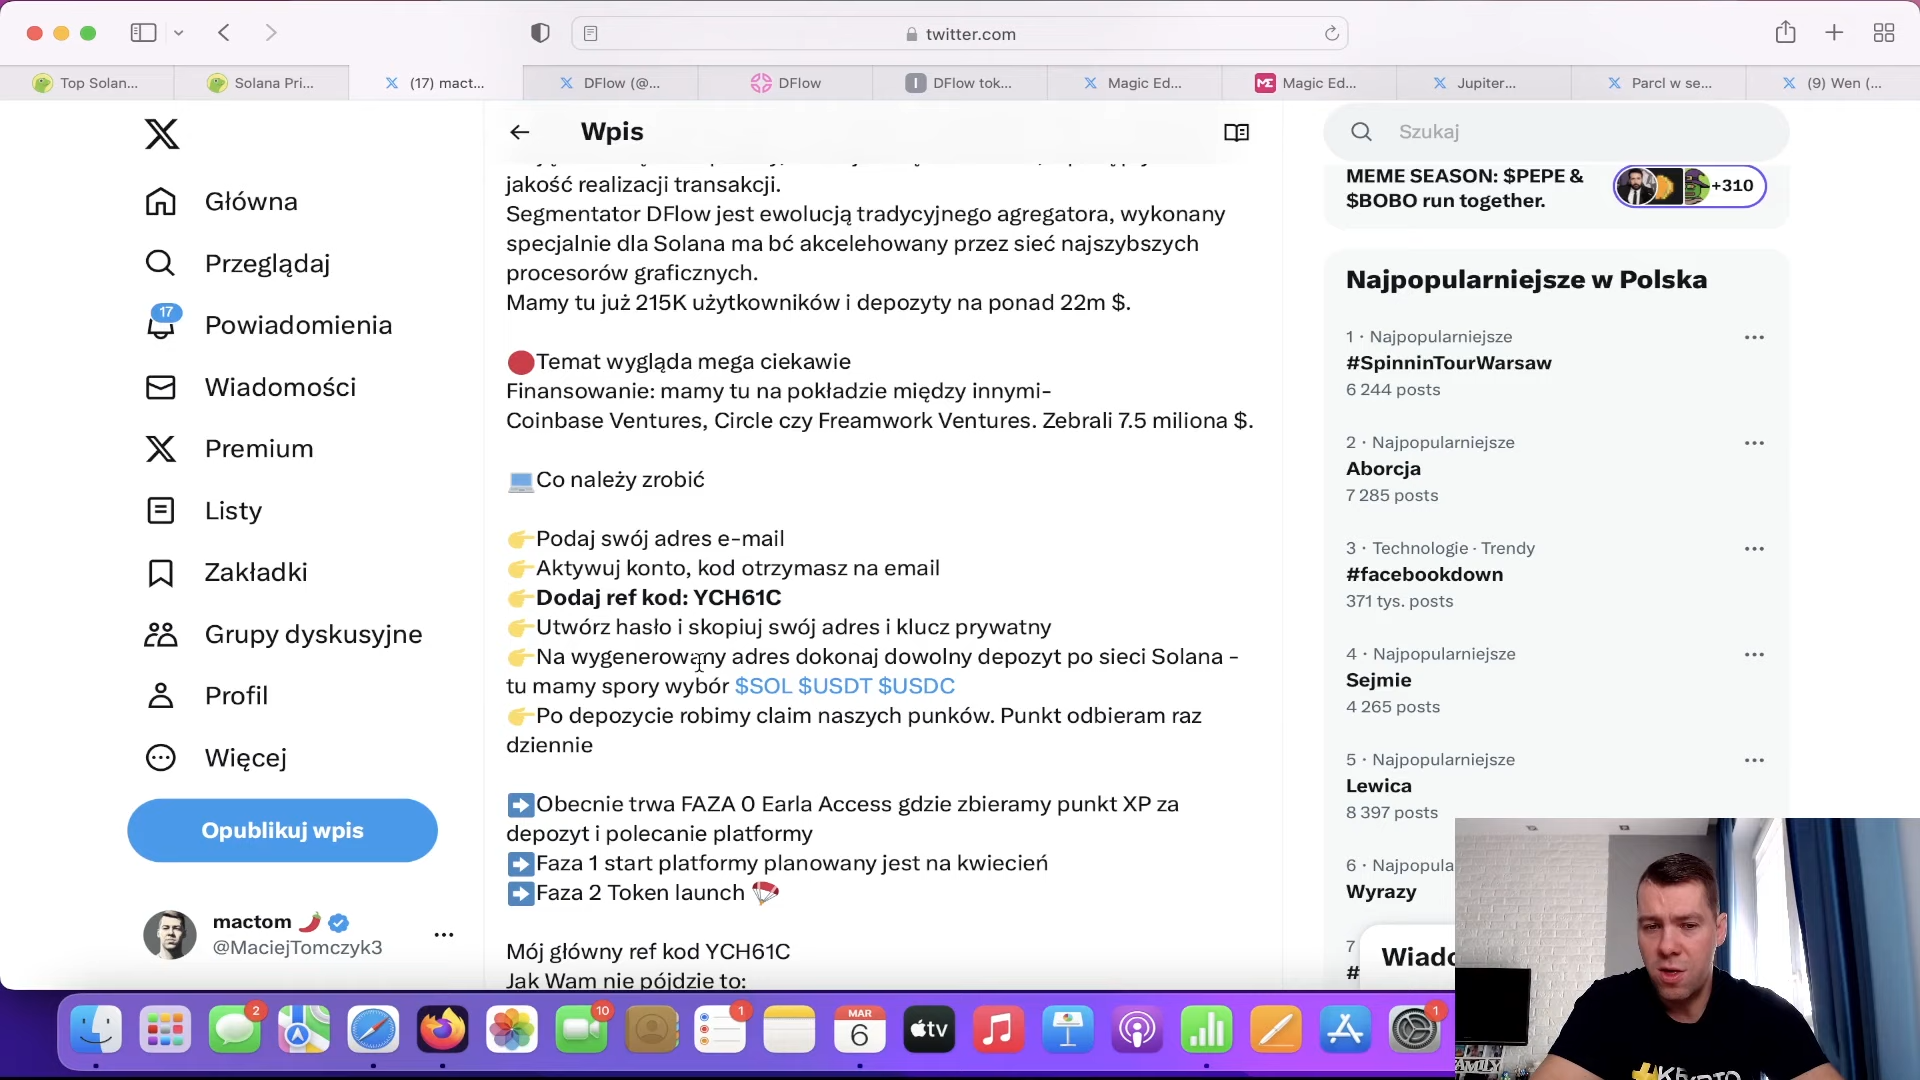 twitter.com
Top Solan...
Solana Pri...
(17) mact...
DFlow (@...
DFlow
DFlow tok...
Magic Ed...
Magic Ed...
Jupiter...
Parcl w se...
(9) Wen (...
Wpis
Szukaj
Główna
Przeglądaj
17
Powiadomienia
Wiadomości
Premium
Listy
Zakładki
Grupy dyskusyjne
Profil
Więcej
Opublikuj wpis
mactom
@MaciejTomczyk3
jakość realizacji transakcji.
Segmentator DFlow jest ewolucją tradycyjnego agregatora, wykonany
specjalnie dla Solana ma bć akcelehowany przez sieć najszybszych
procesorów graficznych.
Mamy tu już 215K użytkowników i depozyty na ponad 22m $.
Temat wygląda mega ciekawie
Finansowanie: mamy tu na pokładzie między innymi-
Coinbase Ventures, Circle czy Freamwork Ventures. Zebrali 7.5 miliona $.
Co należy zrobić
Podaj swój adres e-mail
Aktywuj konto, kod otrzymasz na email
Dodaj ref kod: YCH61C
Utwórz hasło i skopiuj swój adres i klucz prywatny
Na wygenerowany adres dokonaj dowolny depozyt po sieci Solana -
tu mamy spory wybór $SOL $USDT $USDC
Po depozycie robimy claim naszych punków. Punkt odbieram raz
dziennie
Obecnie trwa FAZA 0 Earla Access gdzie zbieramy punkt XP za
depozyt i polecanie platformy
Faza 1 start platformy planowany jest na kwiecień
Faza 2 Token launch
Mój główny ref kod YCH61C
Jak Wam nie pójdzie to:
MEME SEASON: $PEPE &
$BOBO run together.
+310
Najpopularniejsze w Polska
1 · Najpopularniejsze
#SpinninTourWarsaw
6 244 posts
2 · Najpopularniejsze
Aborcja
7 285 posts
3 · Technologie · Trendy
#facebookdown
371 tys. posts
4 · Najpopularniejsze
Sejmie
4 265 posts
5 · Najpopularniejsze
Lewica
8 397 posts
6 · Najpopula
Wyrazy
7
#
Wiado
2
10
1
MAR
6
tv
1
FAMILY